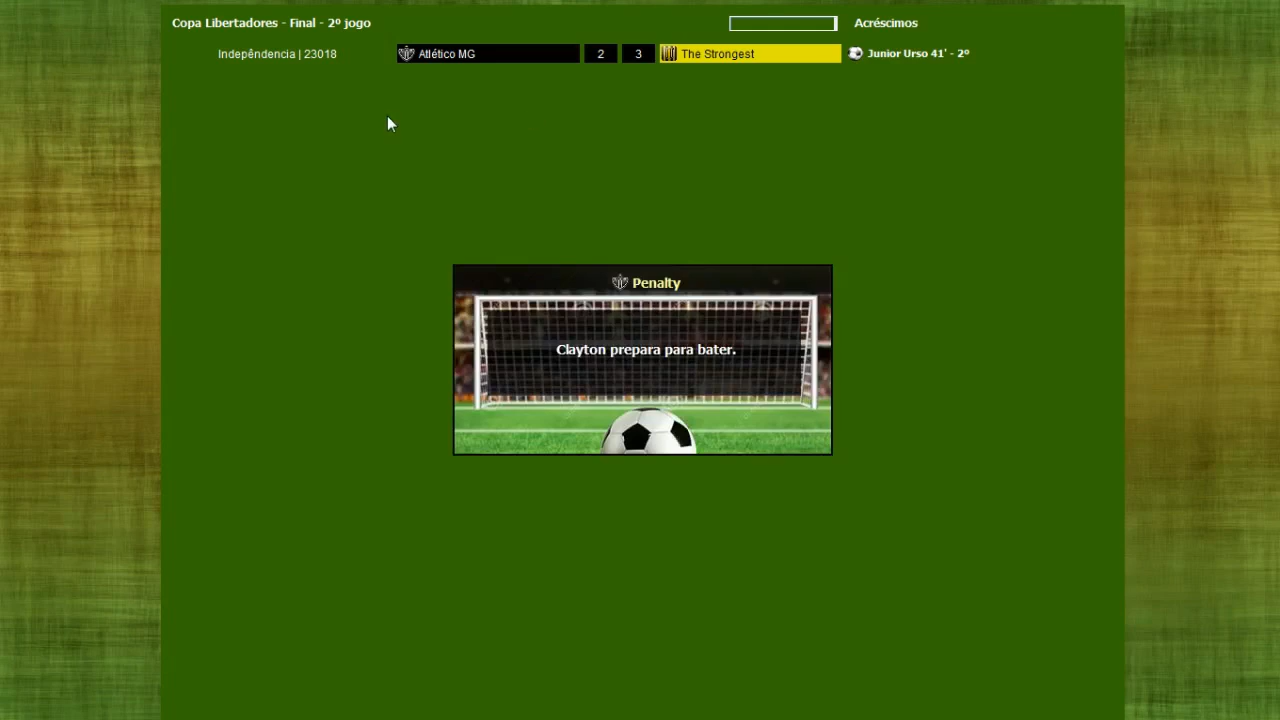 Copa Libertadores - Final - 2º jogo
Acréscimos
Indepêndencia | 23018
Atlético MG
2
3
The Strongest
Junior Urso 41' - 2º
Penalty
Clayton prepara para bater.